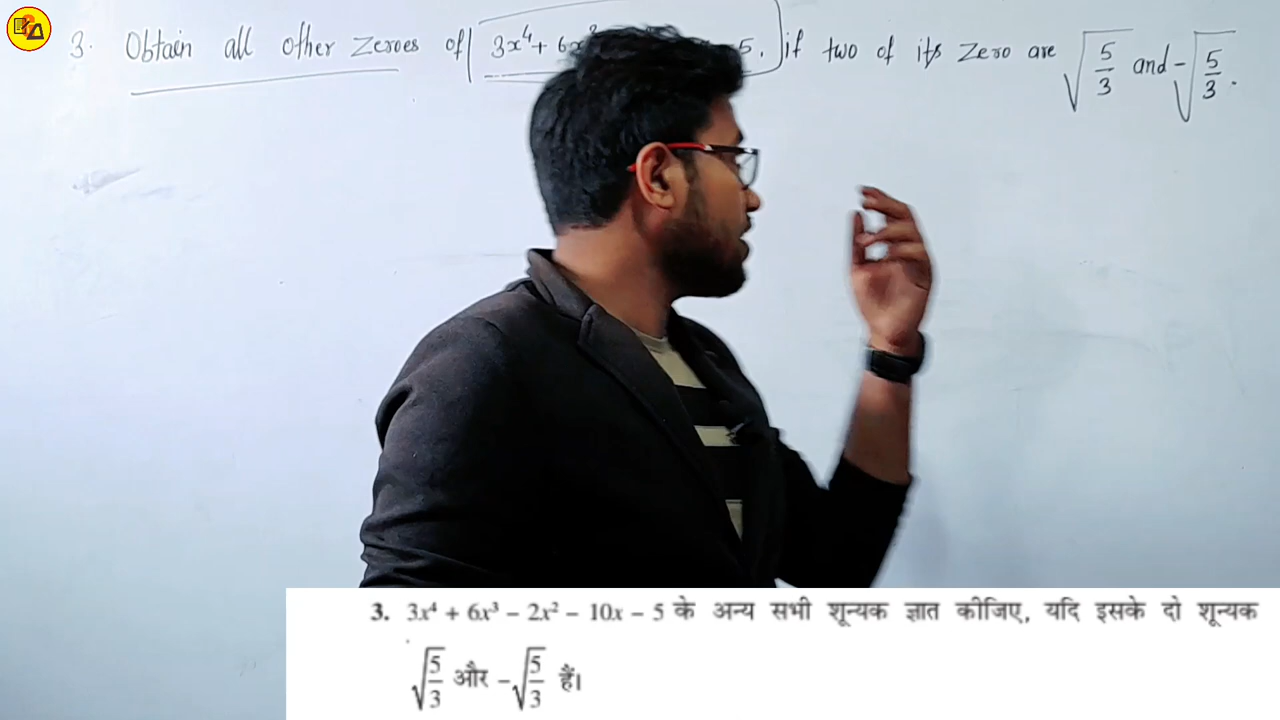 3. Obtain all other Zeroes of 3x⁴ + 6x³ 5, if two of its Zero are √5/3 and -√5/3.
3. 3x⁴ + 6x³ – 2x² – 10x – 5 के अन्य सभी शून्यक ज्ञात कीजिए, यदि इसके दो शून्यक
√5/3 और –√5/3 हैं।